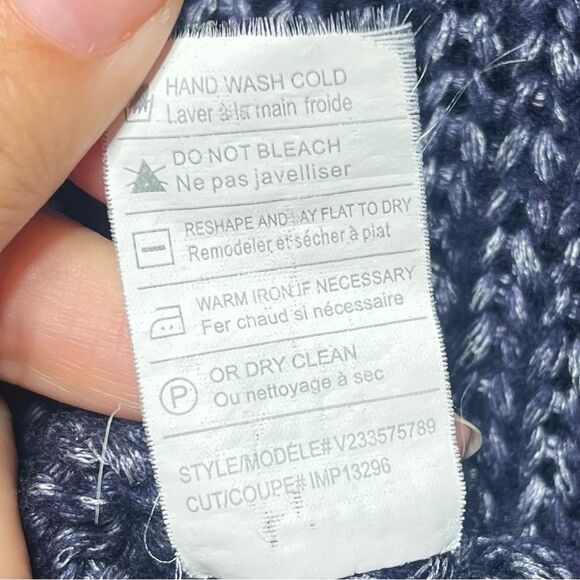 HAND WASH COLD
Laver à la main froide
DO NOT BLEACH
Ne pas javelliser
RESHAPE AND LAY FLAT TO DRY
Remodeler et sécher à plat
WARM IRON IF NECESSARY
Fer chaud si nécessaire
P
OR DRY CLEAN
Ou nettoyage à sec
STYLE/MODÉLE# V233575789
CUT/COUPE# IMP13296